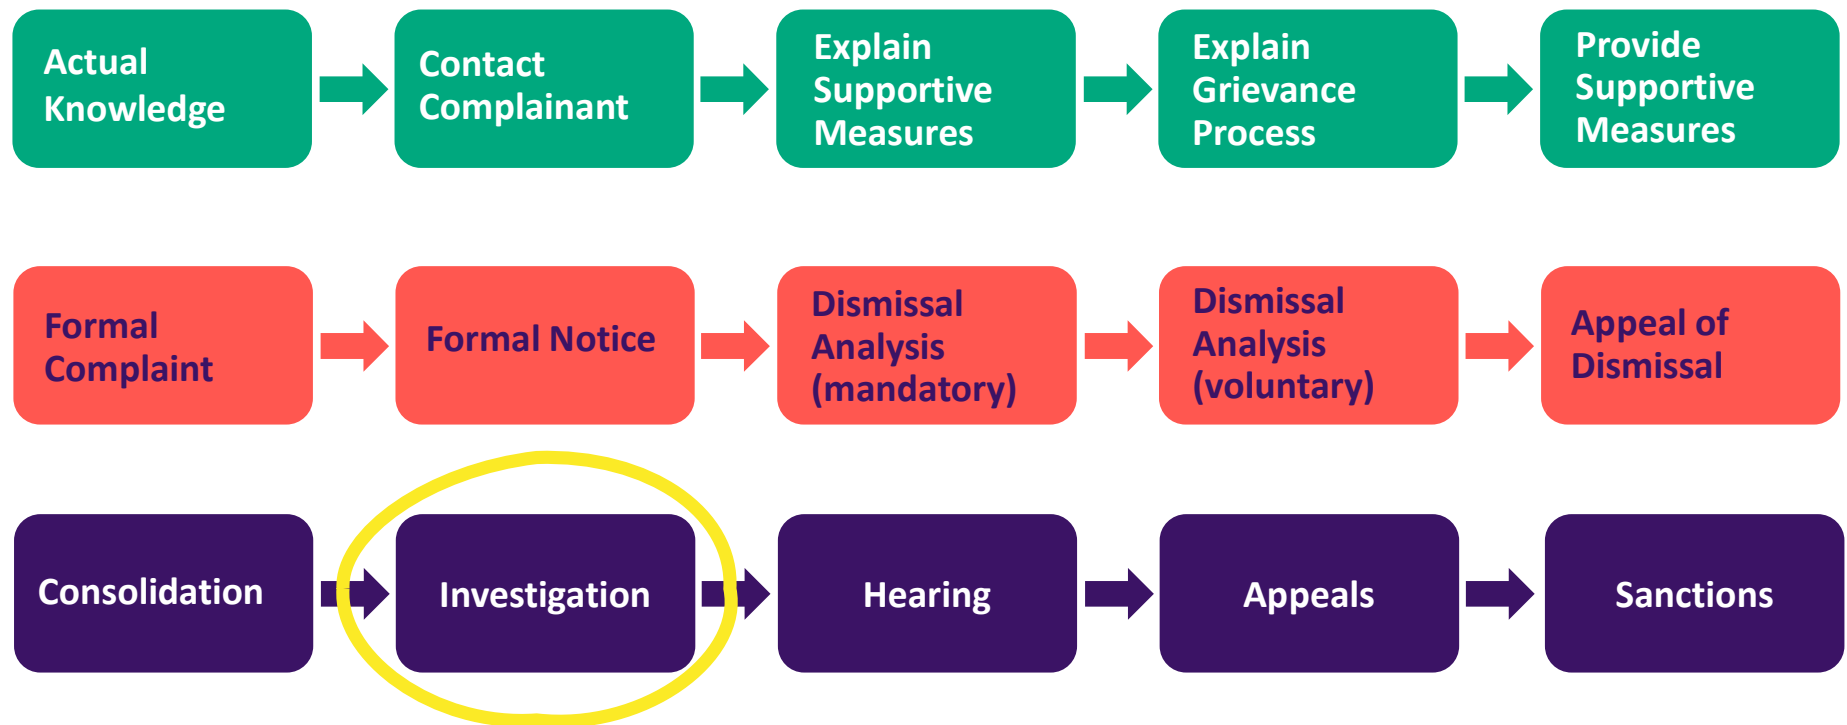 Actual
Knowledge
Contact
Complainant
Explain
Supportive
Measures
Explain
Grievance
Process
Provide
Supportive
Measures
Formal
Complaint
Formal Notice
Dismissal
Analysis
(mandatory)
Dismissal
Analysis
(voluntary)
Appeal of
Dismissal
Consolidation
Investigation
Hearing
Appeals
Sanctions